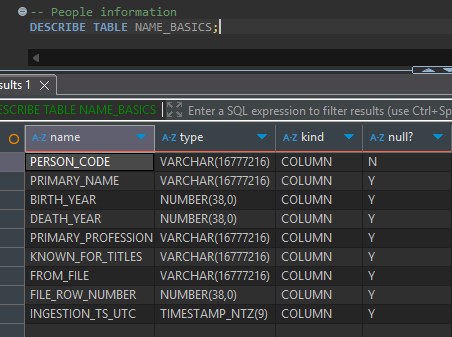 -- People information
DESCRIBE TABLE NAME_BASICS;
sults 1
DESCRIBE TABLE NAME_BASICS Enter a SQL expression to filter results (use Ctrl+Sp
A-Z name A-Z type A-Z kind A-Z null?
PERSON_CODE VARCHAR(16777216) COLUMN N
PRIMARY_NAME VARCHAR(16777216) COLUMN Y
BIRTH_YEAR NUMBER(38,0) COLUMN Y
DEATH_YEAR NUMBER(38,0) COLUMN Y
PRIMARY_PROFESSION VARCHAR(16777216) COLUMN Y
KNOWN_FOR_TITLES VARCHAR(16777216) COLUMN Y
FROM_FILE VARCHAR(16777216) COLUMN Y
FILE_ROW_NUMBER NUMBER(38,0) COLUMN Y
INGESTION_TS_UTC TIMESTAMP_NTZ(9) COLUMN Y